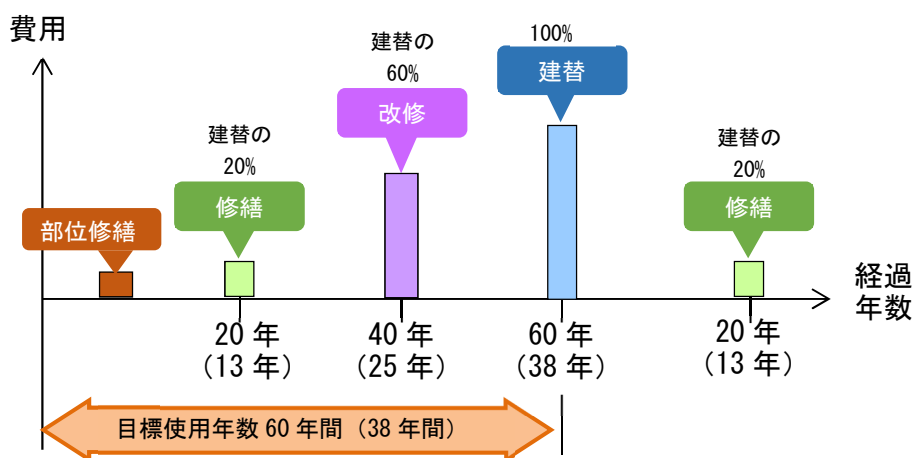 費用
建替の
60%
改修
100%
建替
建替の
20%
修繕
建替の
20%
修繕
部位修繕
経過
年数
20 年
(13 年)
40 年
(25 年)
60 年
(38 年)
20 年
(13 年)
目標使用年数 60 年間（38 年間）